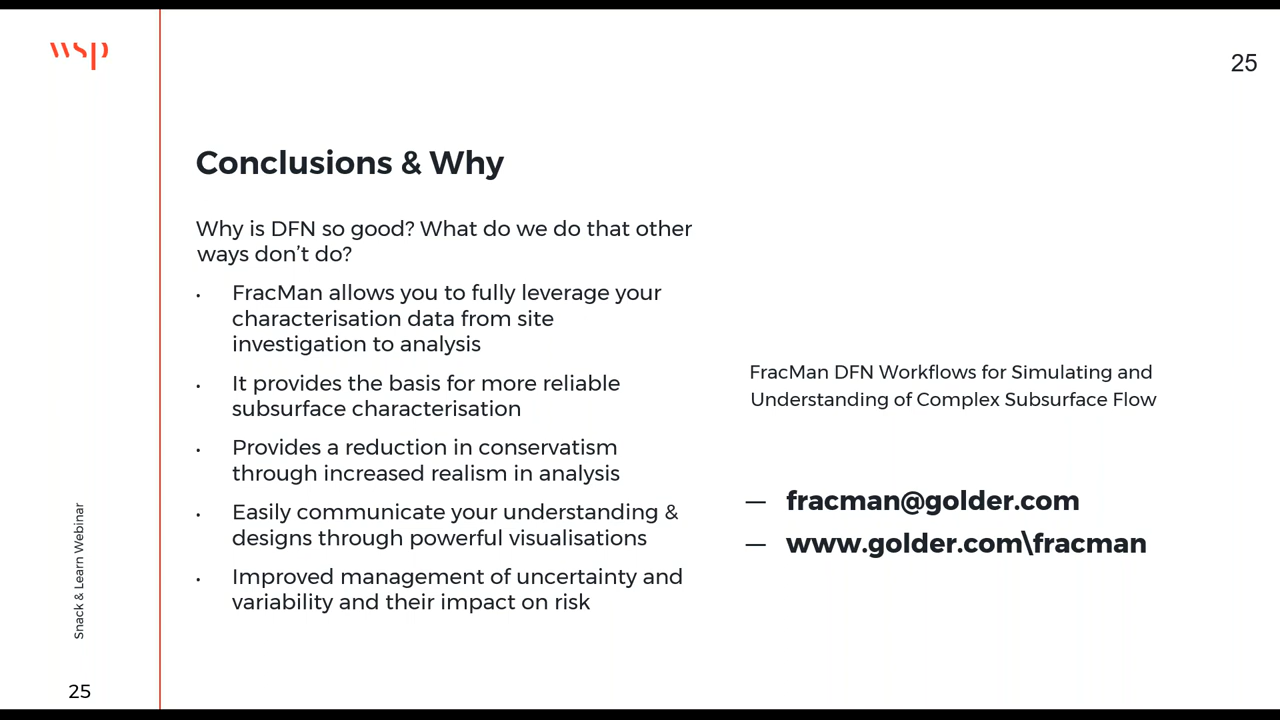 wsp
25
Conclusions & Why
Why is DFN so good? What do we do that other
ways don’t do?
• FracMan allows you to fully leverage your
characterisation data from site
investigation to analysis
• It provides the basis for more reliable
subsurface characterisation
• Provides a reduction in conservatism
through increased realism in analysis
• Easily communicate your understanding &
designs through powerful visualisations
• Improved management of uncertainty and
variability and their impact on risk
FracMan DFN Workflows for Simulating and
Understanding of Complex Subsurface Flow
— fracman@golder.com
— www.golder.com\fracman
Snack & Learn Webinar
25